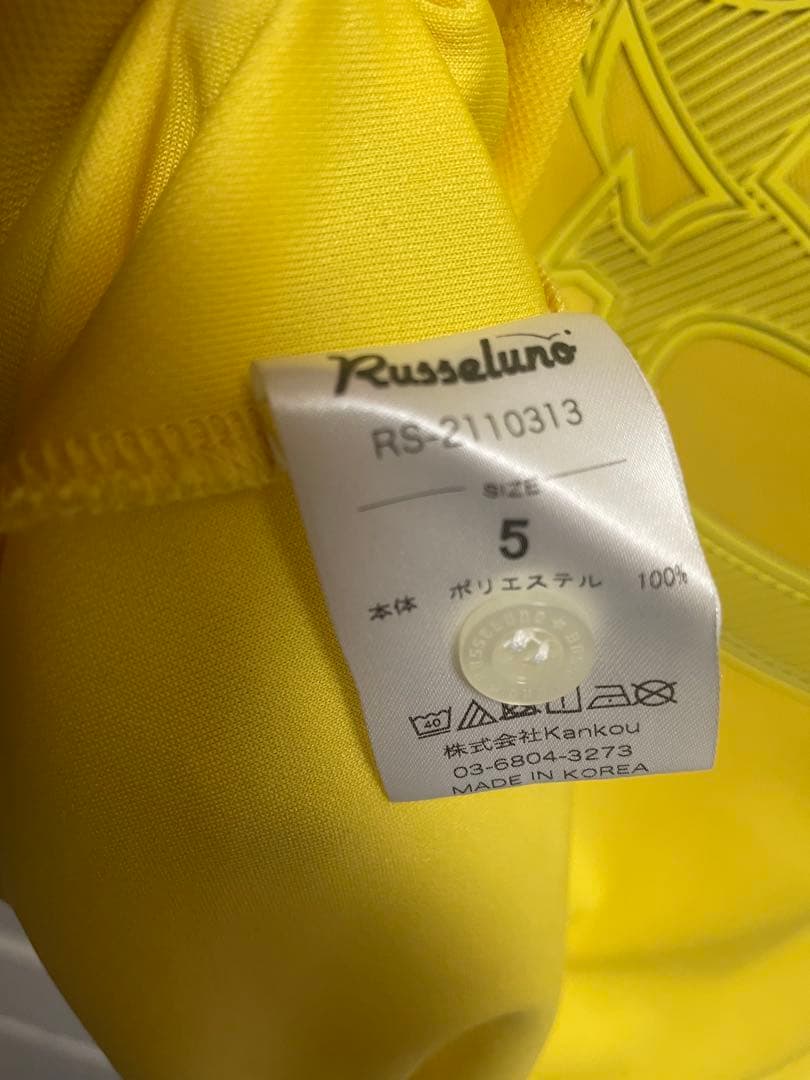 Russeluno
RS-2110313
SIZE
5
本体 ポリエステル 100%
40
株式会社Kankou
03-6804-3273
MADE IN KOREA